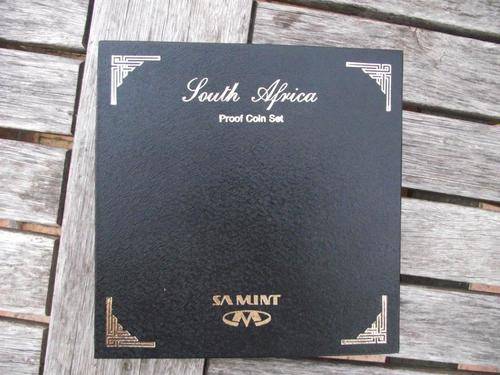 South Africa
Proof Coin Set
SA MINT